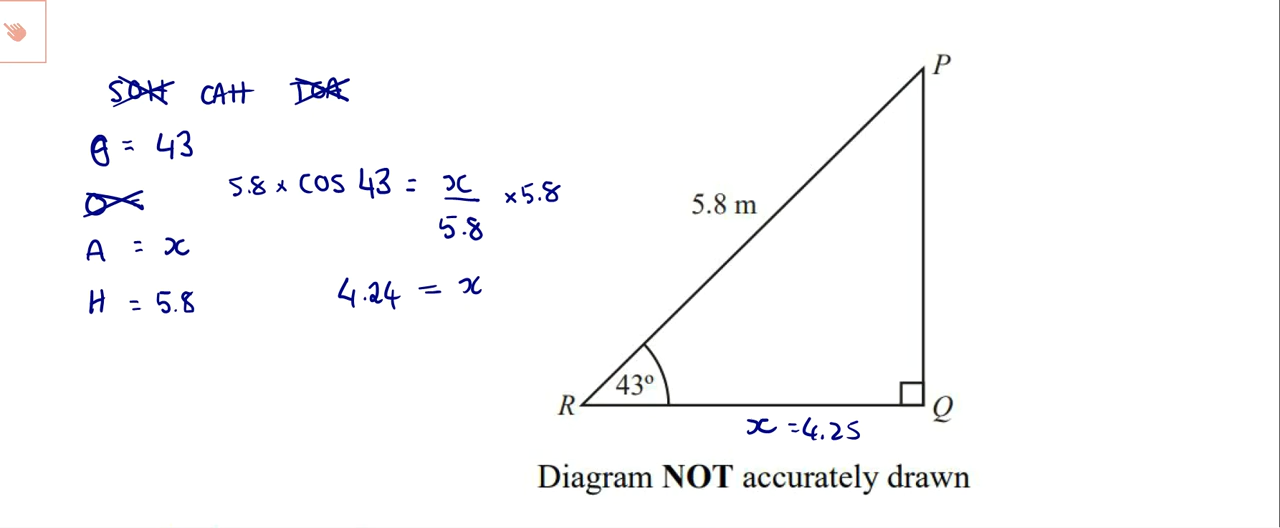 SOH CAH TOA
θ = 43
O
A = x
H = 5.8
5.8 × cos 43 = x/5.8 × 5.8
4.24 = x
P
5.8 m
R
43°
Q
x = 4.25
Diagram NOT accurately drawn